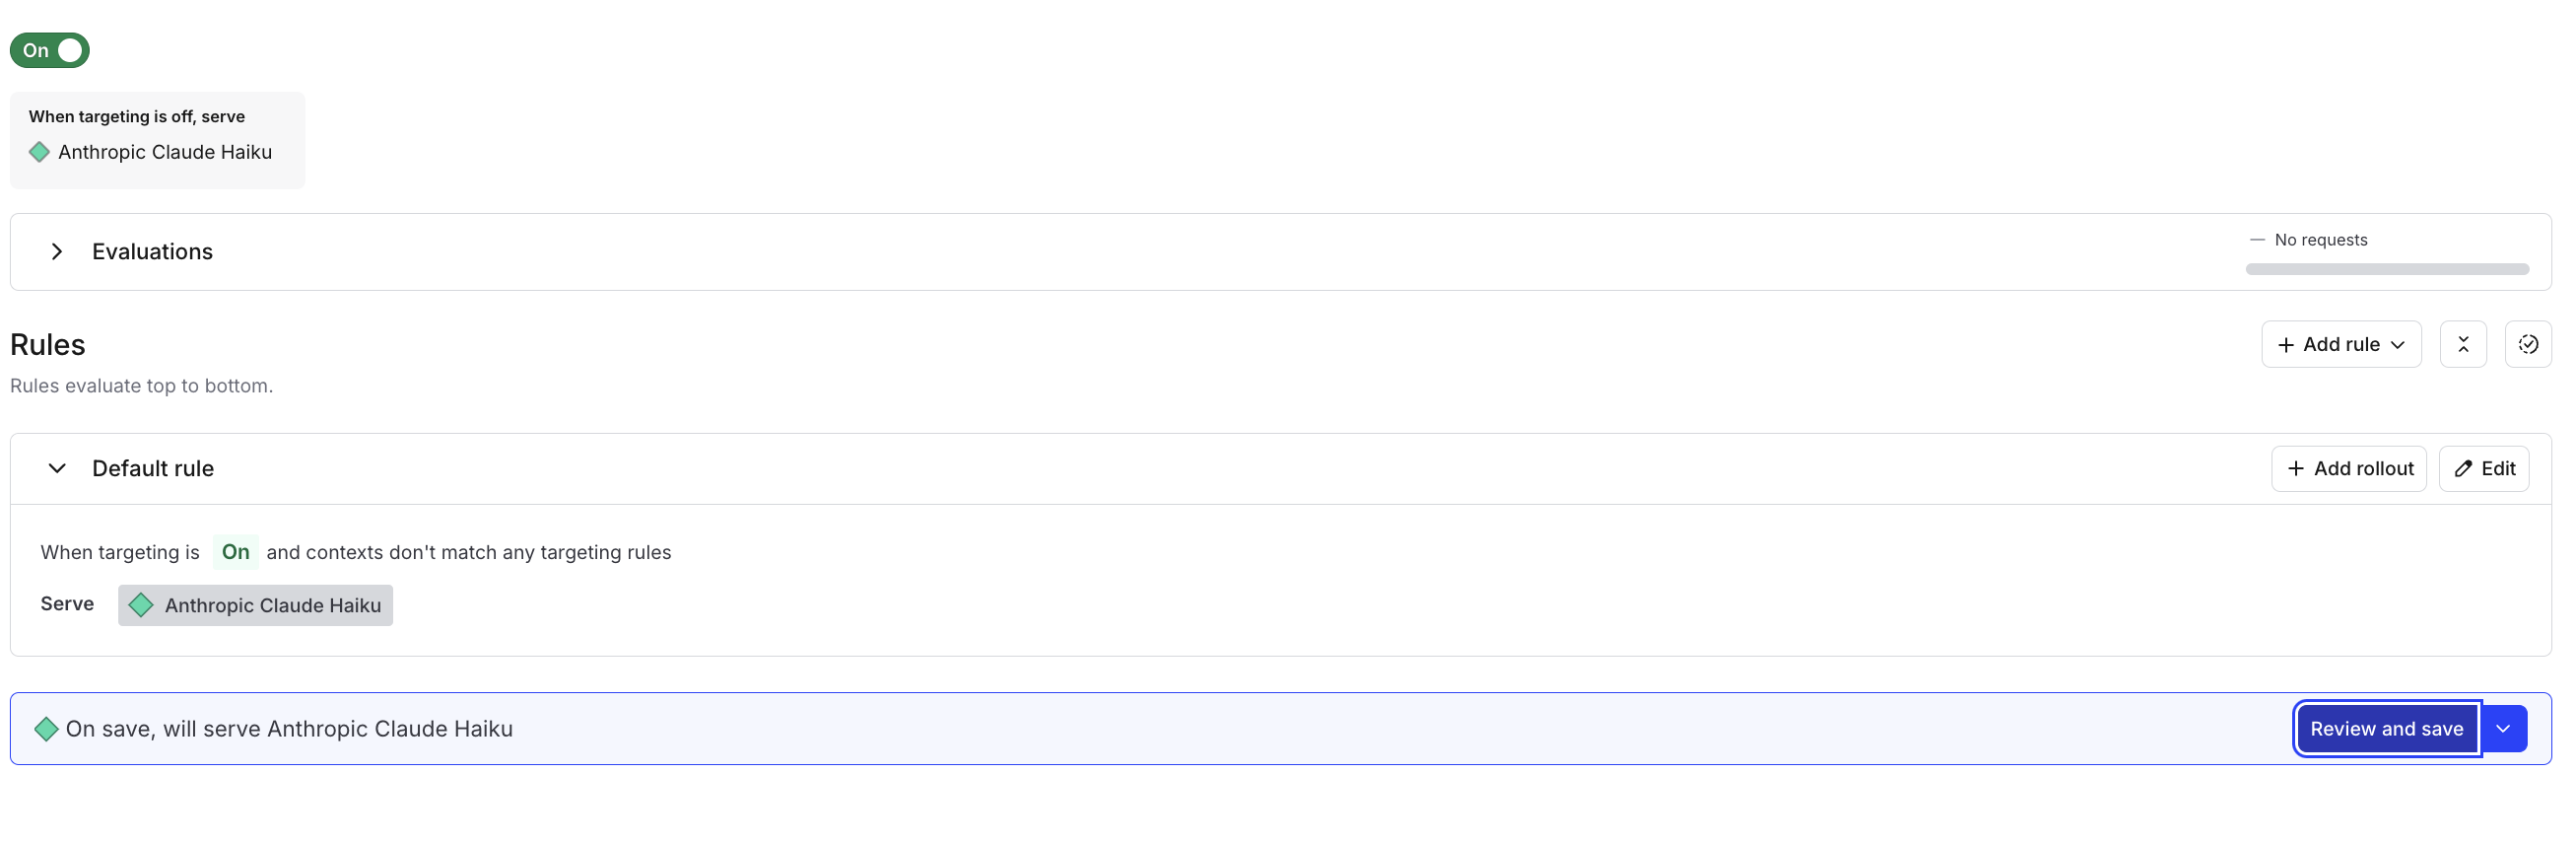 On
When targeting is off, serve
Anthropic Claude Haiku
Evaluations
No requests
Rules
Add rule
Rules evaluate top to bottom.
Default rule
Add rollout
Edit
When targeting is On and contexts don't match any targeting rules
Serve Anthropic Claude Haiku
On save, will serve Anthropic Claude Haiku
Review and save